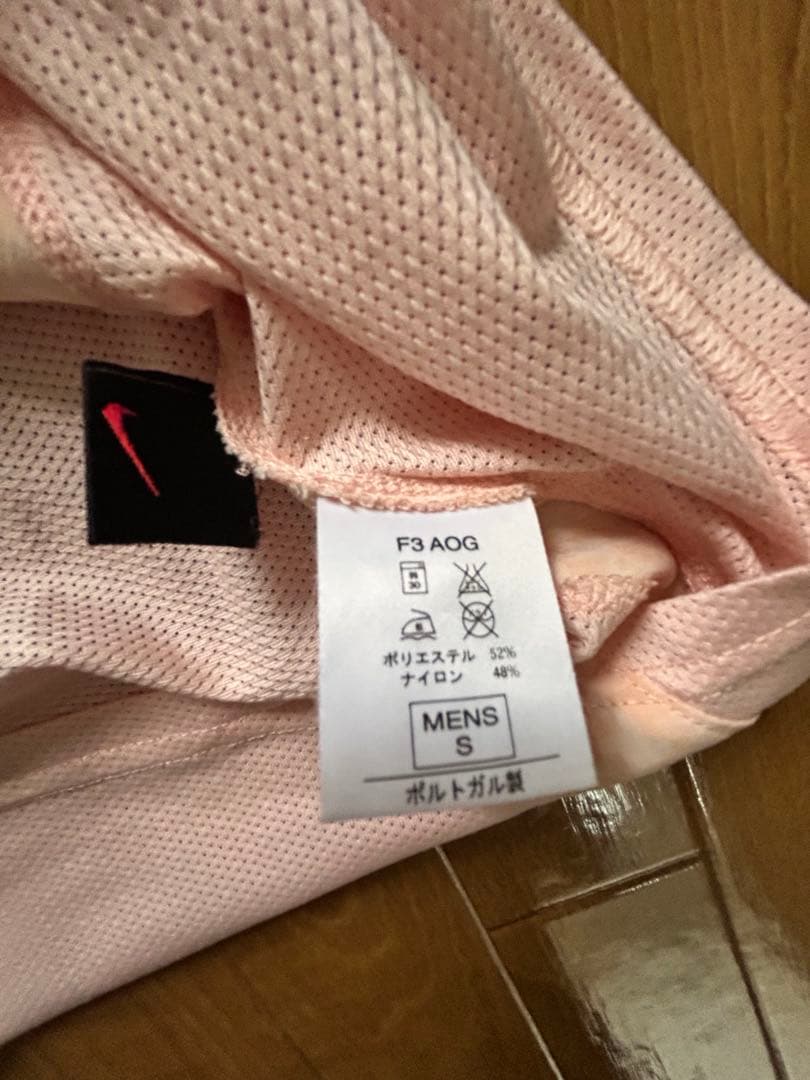 F3 AOG
ポリエステル 52%
ナイロン 48%
MENS
S
ポルトガル製